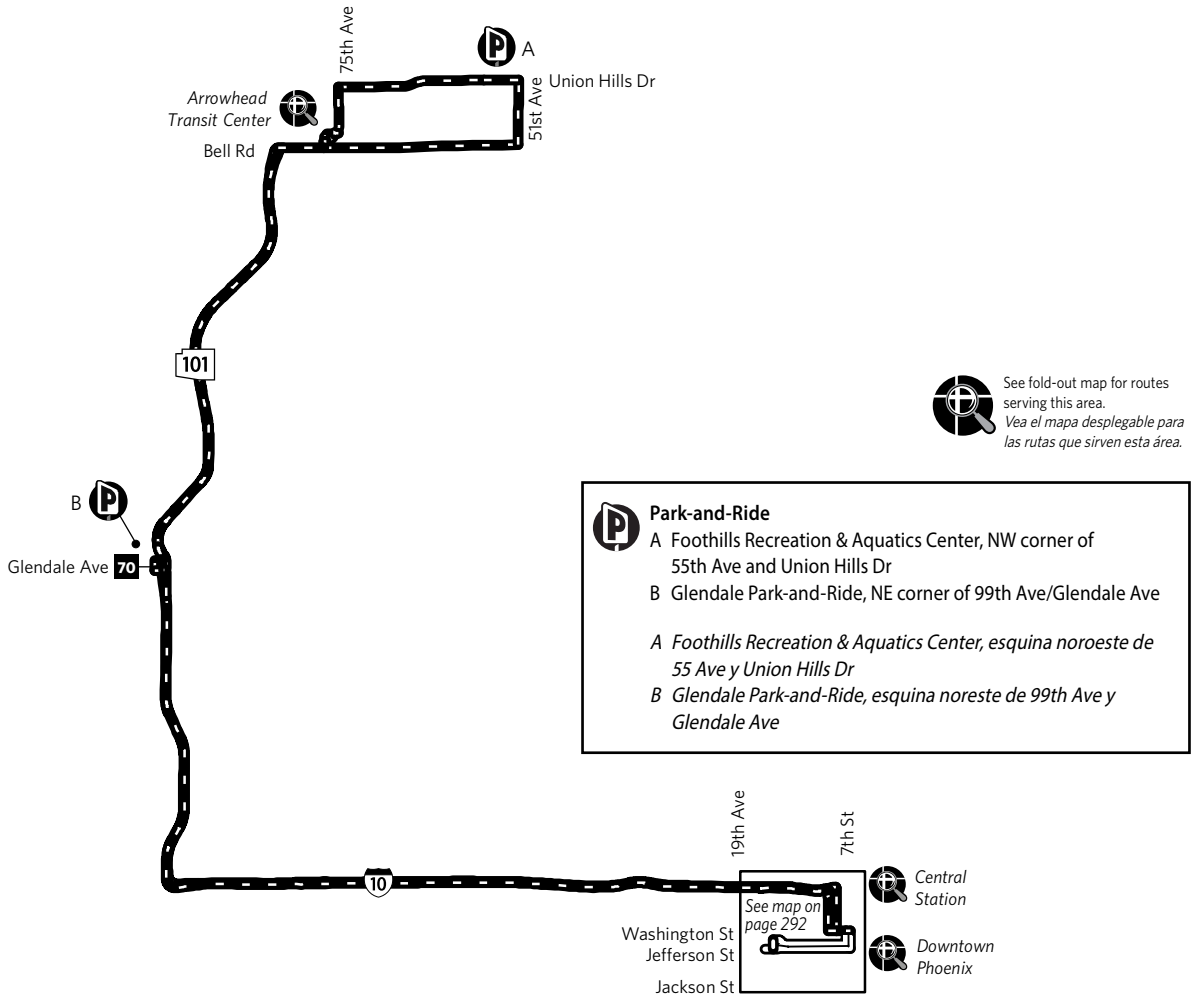 75th Ave
A
Union Hills Dr
51st Ave
Arrowhead
Transit Center
Bell Rd
101
See fold-out map for routes
serving this area.
Vea el mapa desplegable para
las rutas que sirven esta área.
B
Glendale Ave 70
Park-and-Ride
A Foothills Recreation & Aquatics Center, NW corner of
55th Ave and Union Hills Dr
B Glendale Park-and-Ride, NE corner of 99th Ave/Glendale Ave
A Foothills Recreation & Aquatics Center, esquina noroeste de
55 Ave y Union Hills Dr
B Glendale Park-and-Ride, esquina noreste de 99th Ave y
Glendale Ave
19th Ave
7th St
10
Central
Station
See map on
page 292
Washington St
Jefferson St
Downtown
Phoenix
Jackson St